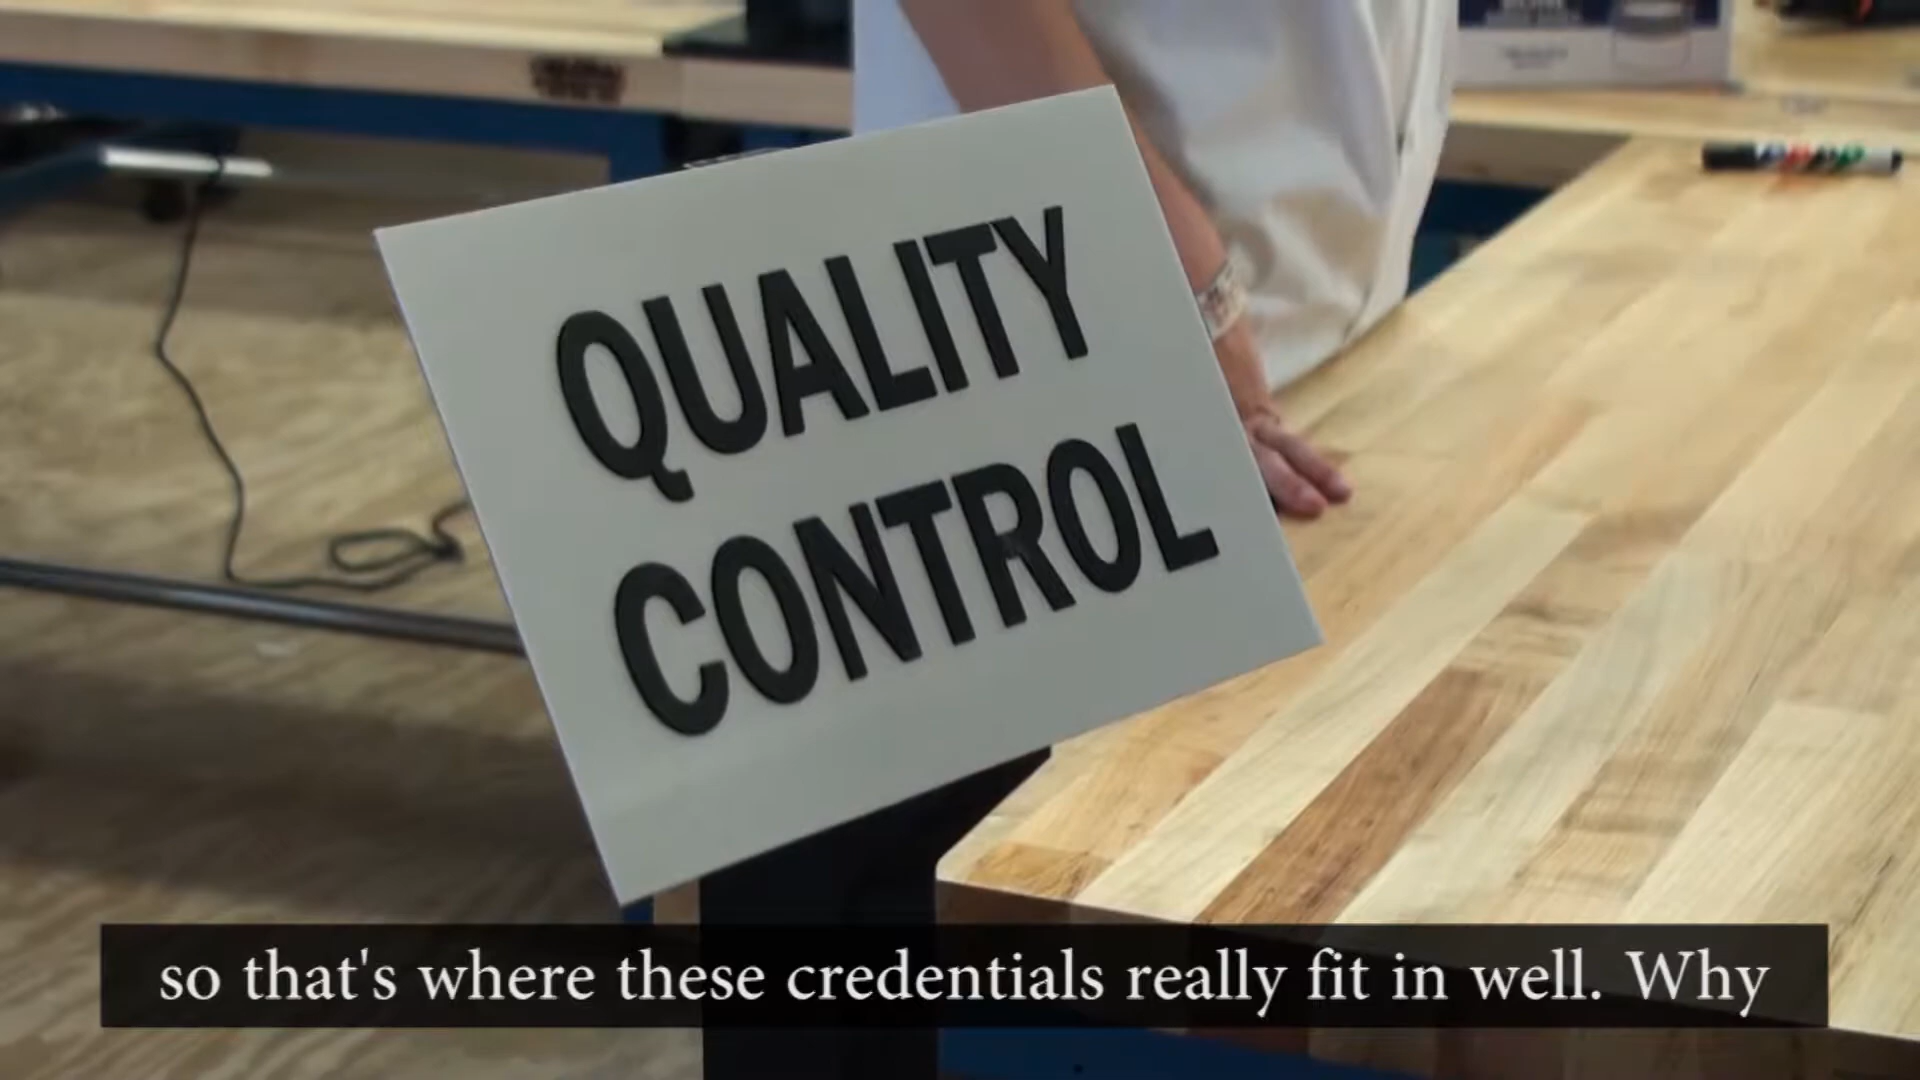 QUALITY
CONTROL
so that's where these credentials really fit in well. Why